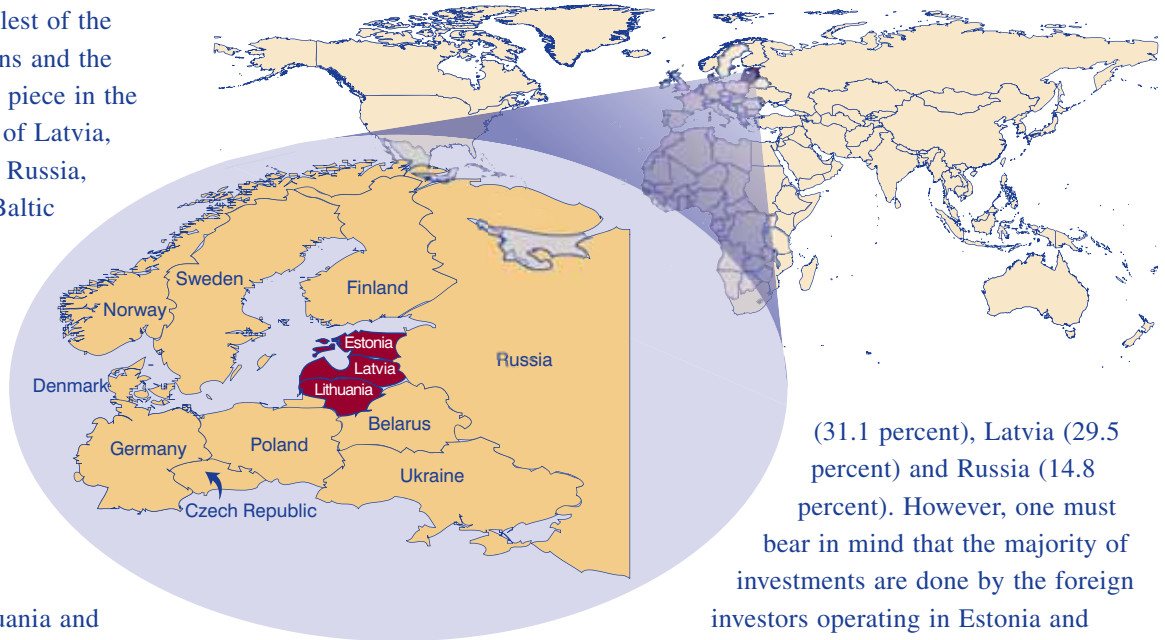 lest of the
ns and the
piece in the
of Latvia,
Russia,
Baltic
Sweden
Finland
Norway
Estonia
Russia
Latvia
Denmark
Lithuania
Belarus
Germany
Poland
Ukraine
Czech Republic
uania and
(31.1 percent), Latvia (29.5
percent) and Russia (14.8
percent). However, one must
bear in mind that the majority of
investments are done by the foreign
investors operating in Estonia and